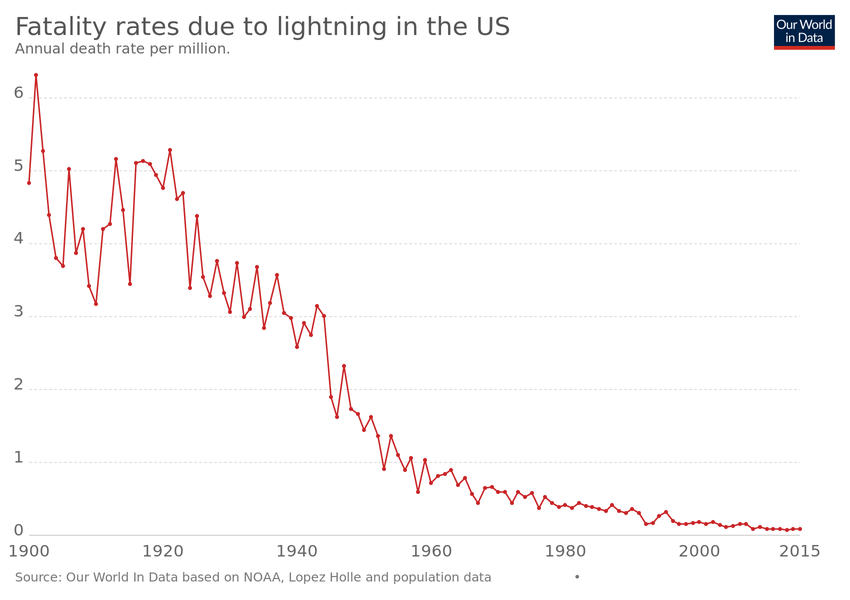 Fatality rates due to lightning in the US
Annual death rate per million.
Our World
in Data
6
5
4
3
2
1
0
1900 1920 1940 1960 1980 2000 2015
Source: Our World In Data based on NOAA, Lopez Holle and population data •